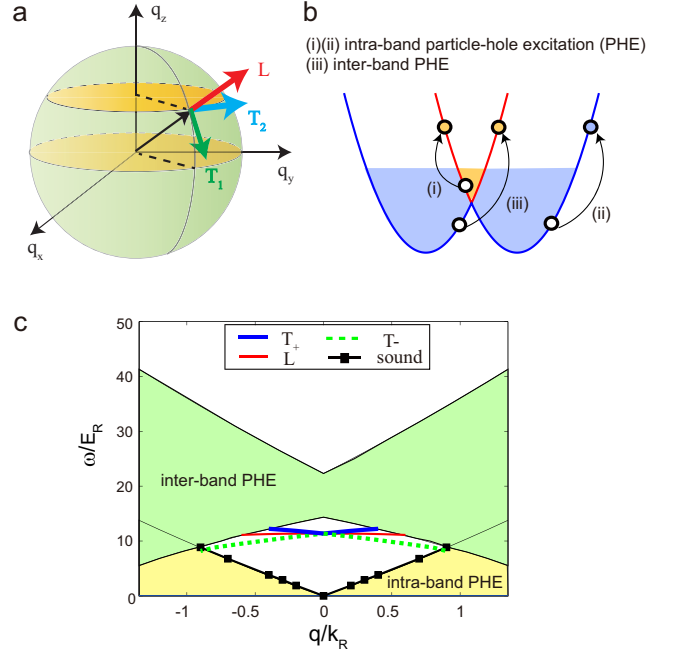 a
q_z
L
T_2
T_1
q_y
q_x
b
(i)(ii) intra-band particle-hole excitation (PHE)
(iii) inter-band PHE
(i)
(iii)
(ii)
c
ω/E_R
50
40
30
20
10
0
T_+
T-
L
sound
inter-band PHE
intra-band PHE
-1
-0.5
0
0.5
1
q/k_R